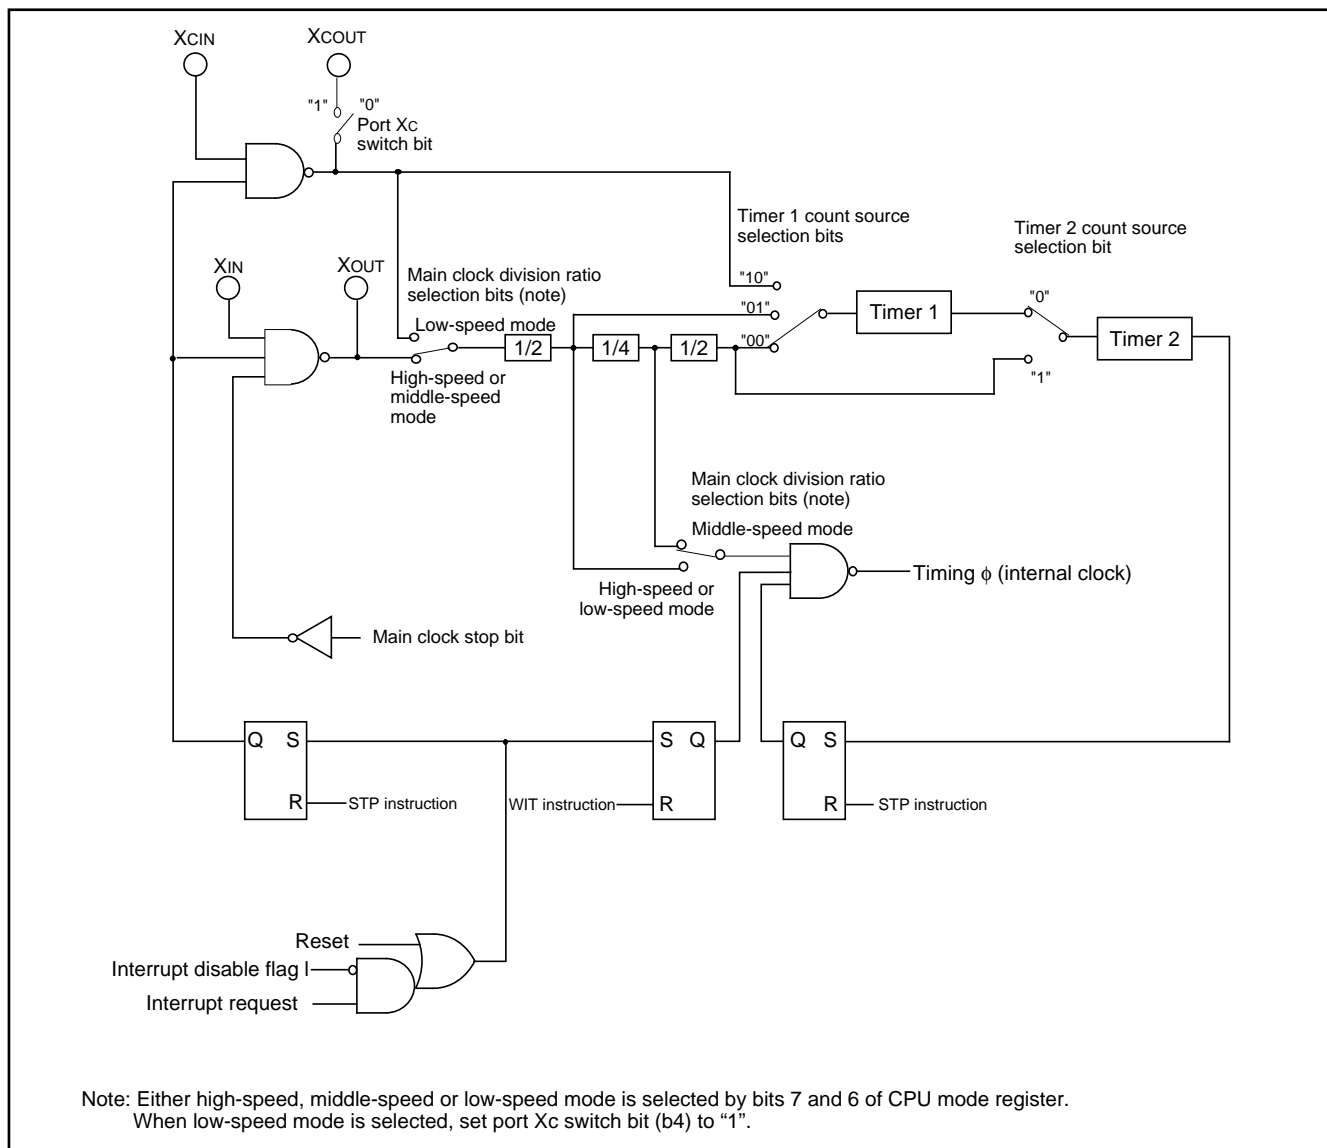 XCIN
XCOUT
"1"
"0"
Port XC
switch bit
Timer 1 count source
selection bits
Timer 2 count source
selection bit
XIN
XOUT
Main clock division ratio
selection bits (note)
Low-speed mode
"10"
"01"
"00"
"0"
Timer 1
1/2
1/4
1/2
Timer 2
"1"
High-speed or
middle-speed
mode
Main clock division ratio
selection bits (note)
Middle-speed mode
Timing ϕ (internal clock)
High-speed or
low-speed mode
Main clock stop bit
Q S
R
STP instruction
WIT instruction
S Q
R
Q S
R
STP instruction
Reset
Interrupt disable flag I
Interrupt request
Note: Either high-speed, middle-speed or low-speed mode is selected by bits 7 and 6 of CPU mode register.
When low-speed mode is selected, set port Xc switch bit (b4) to “1”.